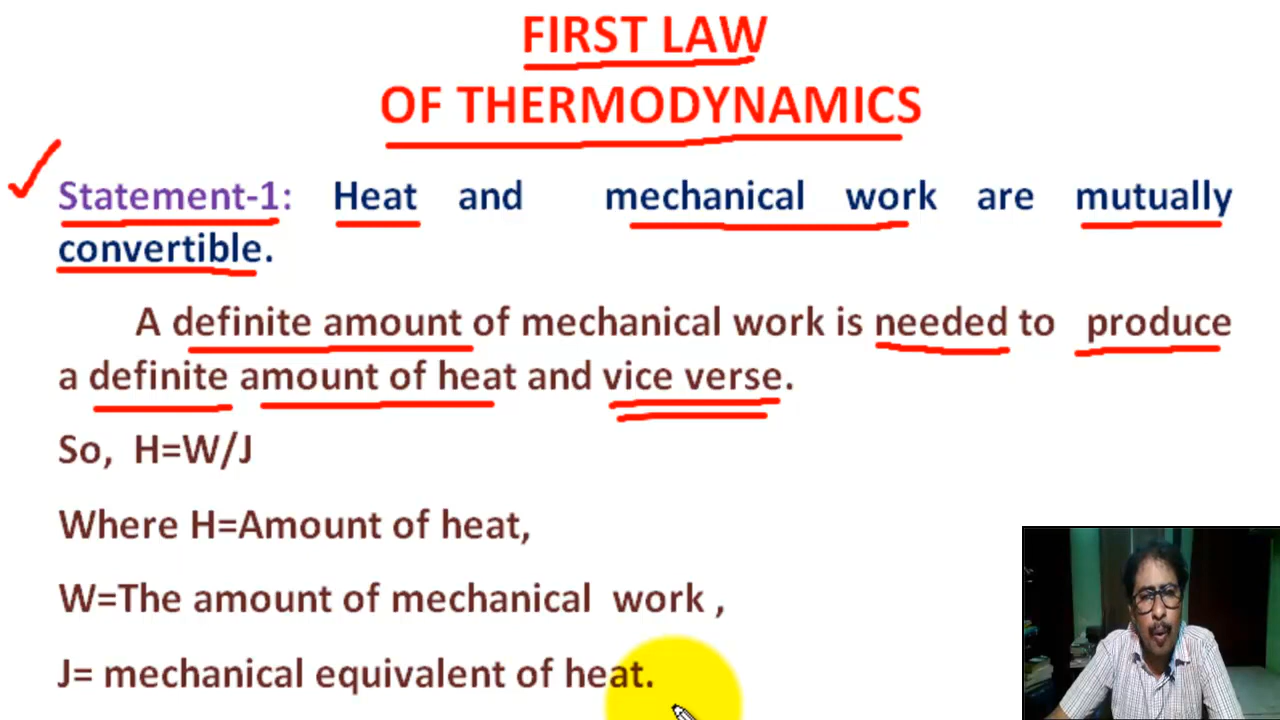 FIRST LAW
OF THERMODYNAMICS
Statement-1: Heat and mechanical work are mutually
convertible.
A definite amount of mechanical work is needed to produce
a definite amount of heat and vice verse.
So, H=W/J
Where H=Amount of heat,
W=The amount of mechanical work ,
J= mechanical equivalent of heat.